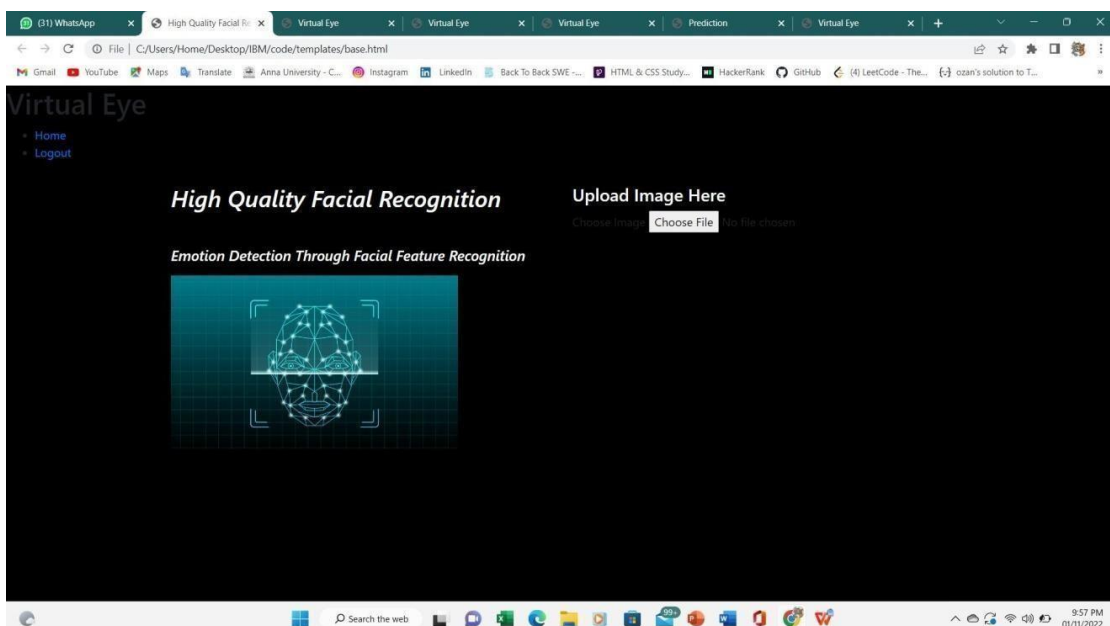 (31) WhatsApp
High Quality Facial Re
Virtual Eye
Virtual Eye
Virtual Eye
Prediction
Virtual Eye
File | C:/Users/Home/Desktop/IBM/code/templates/base.html
Gmail
YouTube
Maps
Translate
Anna University - C...
Instagram
LinkedIn
Back To Back SWE -...
HTML & CSS Study...
HackerRank
GitHub
(4) LeetCode - The...
ozan's solution to T...
Virtual Eye
Home
Logout
High Quality Facial Recognition
Emotion Detection Through Facial Feature Recognition
Upload Image Here
Choose Image Choose File No file chosen
Search the web
99+
9:57 PM
01/11/2022